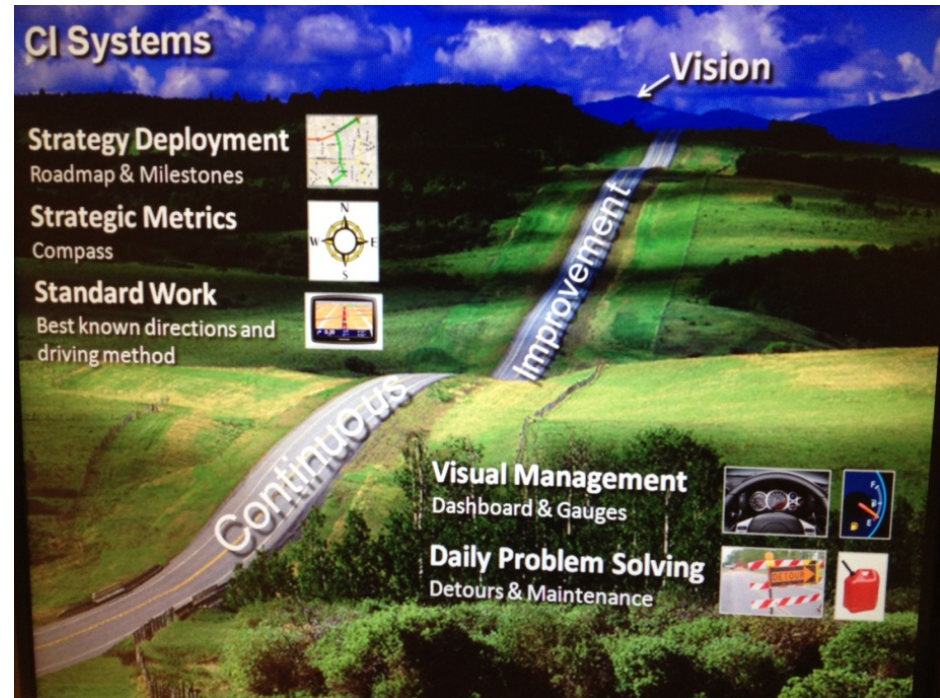 CI Systems
Vision
Strategy Deployment
Roadmap & Milestones
Strategic Metrics
Compass
N
W E
S
Standard Work
Best known directions and
driving method
Improvement
Continuous
Visual Management
Dashboard & Gauges
F
E
Daily Problem Solving
DETOUR
Detours & Maintenance